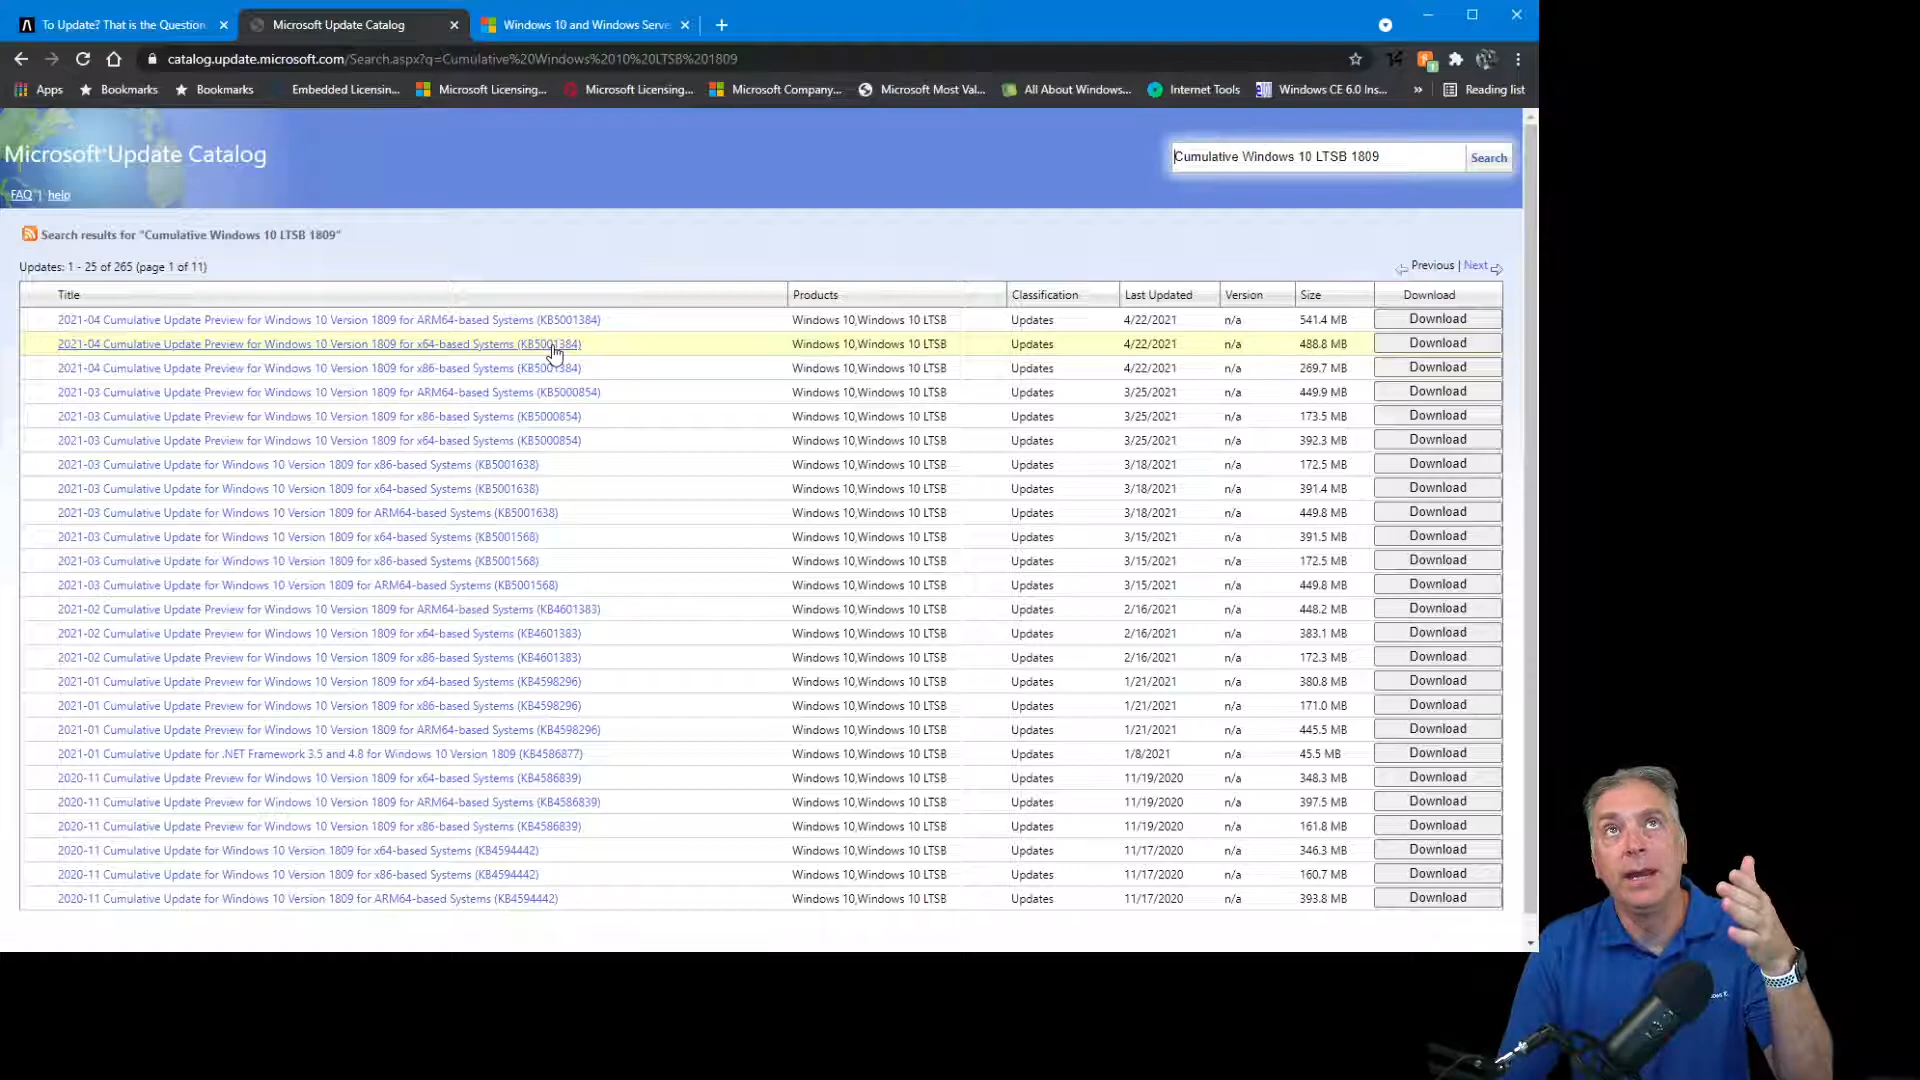 To Update? That is the Question
Microsoft Update Catalog
Windows 10 and Windows Serve
catalog.update.microsoft.com/Search.aspx?q=Cumulative%20Windows%2010%20LTSB%201809
Apps
Bookmarks
Bookmarks
Embedded Licensin...
Microsoft Licensing...
Microsoft Licensing...
Microsoft Company...
Microsoft Most Val...
All About Windows...
Internet Tools
Windows CE 6.0 Ins...
»
Reading list
Microsoft Update Catalog
Cumulative Windows 10 LTSB 1809
Search
FAQ | help
Search results for "Cumulative Windows 10 LTSB 1809"
Updates: 1 - 25 of 265 (page 1 of 11)
Previous | Next
Title Products Classification Last Updated Version Size Download
2021-04 Cumulative Update Preview for Windows 10 Version 1809 for ARM64-based Systems (KB5001384) Windows 10,Windows 10 LTSB Updates 4/22/2021 n/a 541.4 MB Download
2021-04 Cumulative Update Preview for Windows 10 Version 1809 for x64-based Systems (KB5001384) Windows 10,Windows 10 LTSB Updates 4/22/2021 n/a 488.8 MB Download
2021-04 Cumulative Update Preview for Windows 10 Version 1809 for x86-based Systems (KB5001384) Windows 10,Windows 10 LTSB Updates 4/22/2021 n/a 269.7 MB Download
2021-03 Cumulative Update Preview for Windows 10 Version 1809 for ARM64-based Systems (KB5000854) Windows 10,Windows 10 LTSB Updates 3/25/2021 n/a 449.9 MB Download
2021-03 Cumulative Update Preview for Windows 10 Version 1809 for x86-based Systems (KB5000854) Windows 10,Windows 10 LTSB Updates 3/25/2021 n/a 173.5 MB Download
2021-03 Cumulative Update Preview for Windows 10 Version 1809 for x64-based Systems (KB5000854) Windows 10,Windows 10 LTSB Updates 3/25/2021 n/a 392.3 MB Download
2021-03 Cumulative Update for Windows 10 Version 1809 for x86-based Systems (KB5001638) Windows 10,Windows 10 LTSB Updates 3/18/2021 n/a 172.5 MB Download
2021-03 Cumulative Update for Windows 10 Version 1809 for x64-based Systems (KB5001638) Windows 10,Windows 10 LTSB Updates 3/18/2021 n/a 391.4 MB Download
2021-03 Cumulative Update for Windows 10 Version 1809 for ARM64-based Systems (KB5001638) Windows 10,Windows 10 LTSB Updates 3/18/2021 n/a 449.8 MB Download
2021-03 Cumulative Update for Windows 10 Version 1809 for x64-based Systems (KB5001568) Windows 10,Windows 10 LTSB Updates 3/15/2021 n/a 391.5 MB Download
2021-03 Cumulative Update for Windows 10 Version 1809 for x86-based Systems (KB5001568) Windows 10,Windows 10 LTSB Updates 3/15/2021 n/a 172.5 MB Download
2021-03 Cumulative Update for Windows 10 Version 1809 for ARM64-based Systems (KB5001568) Windows 10,Windows 10 LTSB Updates 3/15/2021 n/a 449.8 MB Download
2021-02 Cumulative Update Preview for Windows 10 Version 1809 for ARM64-based Systems (KB4601383) Windows 10,Windows 10 LTSB Updates 2/16/2021 n/a 448.2 MB Download
2021-02 Cumulative Update Preview for Windows 10 Version 1809 for x64-based Systems (KB4601383) Windows 10,Windows 10 LTSB Updates 2/16/2021 n/a 383.1 MB Download
2021-02 Cumulative Update Preview for Windows 10 Version 1809 for x86-based Systems (KB4601383) Windows 10,Windows 10 LTSB Updates 2/16/2021 n/a 172.3 MB Download
2021-01 Cumulative Update Preview for Windows 10 Version 1809 for x64-based Systems (KB4598296) Windows 10,Windows 10 LTSB Updates 1/21/2021 n/a 380.8 MB Download
2021-01 Cumulative Update Preview for Windows 10 Version 1809 for x86-based Systems (KB4598296) Windows 10,Windows 10 LTSB Updates 1/21/2021 n/a 171.0 MB Download
2021-01 Cumulative Update Preview for Windows 10 Version 1809 for ARM64-based Systems (KB4598296) Windows 10,Windows 10 LTSB Updates 1/21/2021 n/a 445.5 MB Download
2021-01 Cumulative Update for .NET Framework 3.5 and 4.8 for Windows 10 Version 1809 (KB4586877) Windows 10,Windows 10 LTSB Updates 1/8/2021 n/a 45.5 MB Download
2020-11 Cumulative Update Preview for Windows 10 Version 1809 for x64-based Systems (KB4586839) Windows 10,Windows 10 LTSB Updates 11/19/2020 n/a 348.3 MB Download
2020-11 Cumulative Update Preview for Windows 10 Version 1809 for ARM64-based Systems (KB4586839) Windows 10,Windows 10 LTSB Updates 11/19/2020 n/a 397.5 MB Download
2020-11 Cumulative Update Preview for Windows 10 Version 1809 for x86-based Systems (KB4586839) Windows 10,Windows 10 LTSB Updates 11/19/2020 n/a 161.8 MB Download
2020-11 Cumulative Update for Windows 10 Version 1809 for x64-based Systems (KB4594442) Windows 10,Windows 10 LTSB Updates 11/17/2020 n/a 346.3 MB Download
2020-11 Cumulative Update for Windows 10 Version 1809 for x86-based Systems (KB4594442) Windows 10,Windows 10 LTSB Updates 11/17/2020 n/a 160.7 MB Download
2020-11 Cumulative Update for Windows 10 Version 1809 for ARM64-based Systems (KB4594442) Windows 10,Windows 10 LTSB Updates 11/17/2020 n/a 393.8 MB Download